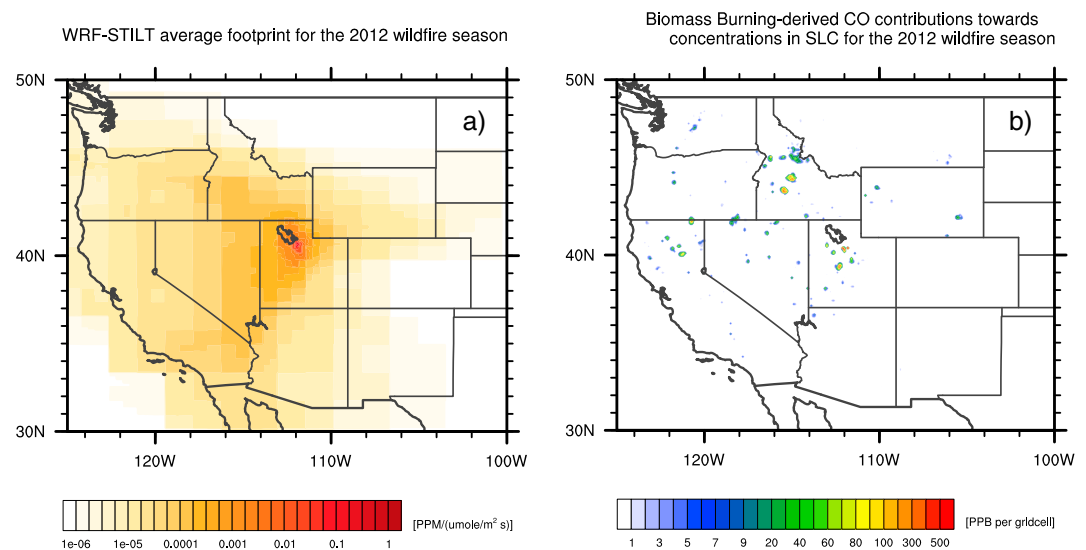 WRF-STILT average footprint for the 2012 wildfire season
50N
40N
30N
120W 110W 100W
a)
1e-06 1e-05 0.0001 0.001 0.01 0.1 1
[PPM/(umole/m² s)]
Biomass Burning-derived CO contributions towards
concentrations in SLC for the 2012 wildfire season
50N
40N
30N
120W 110W 100W
b)
1 3 5 7 9 20 40 60 80 100 300 500
[PPB per gridcell]